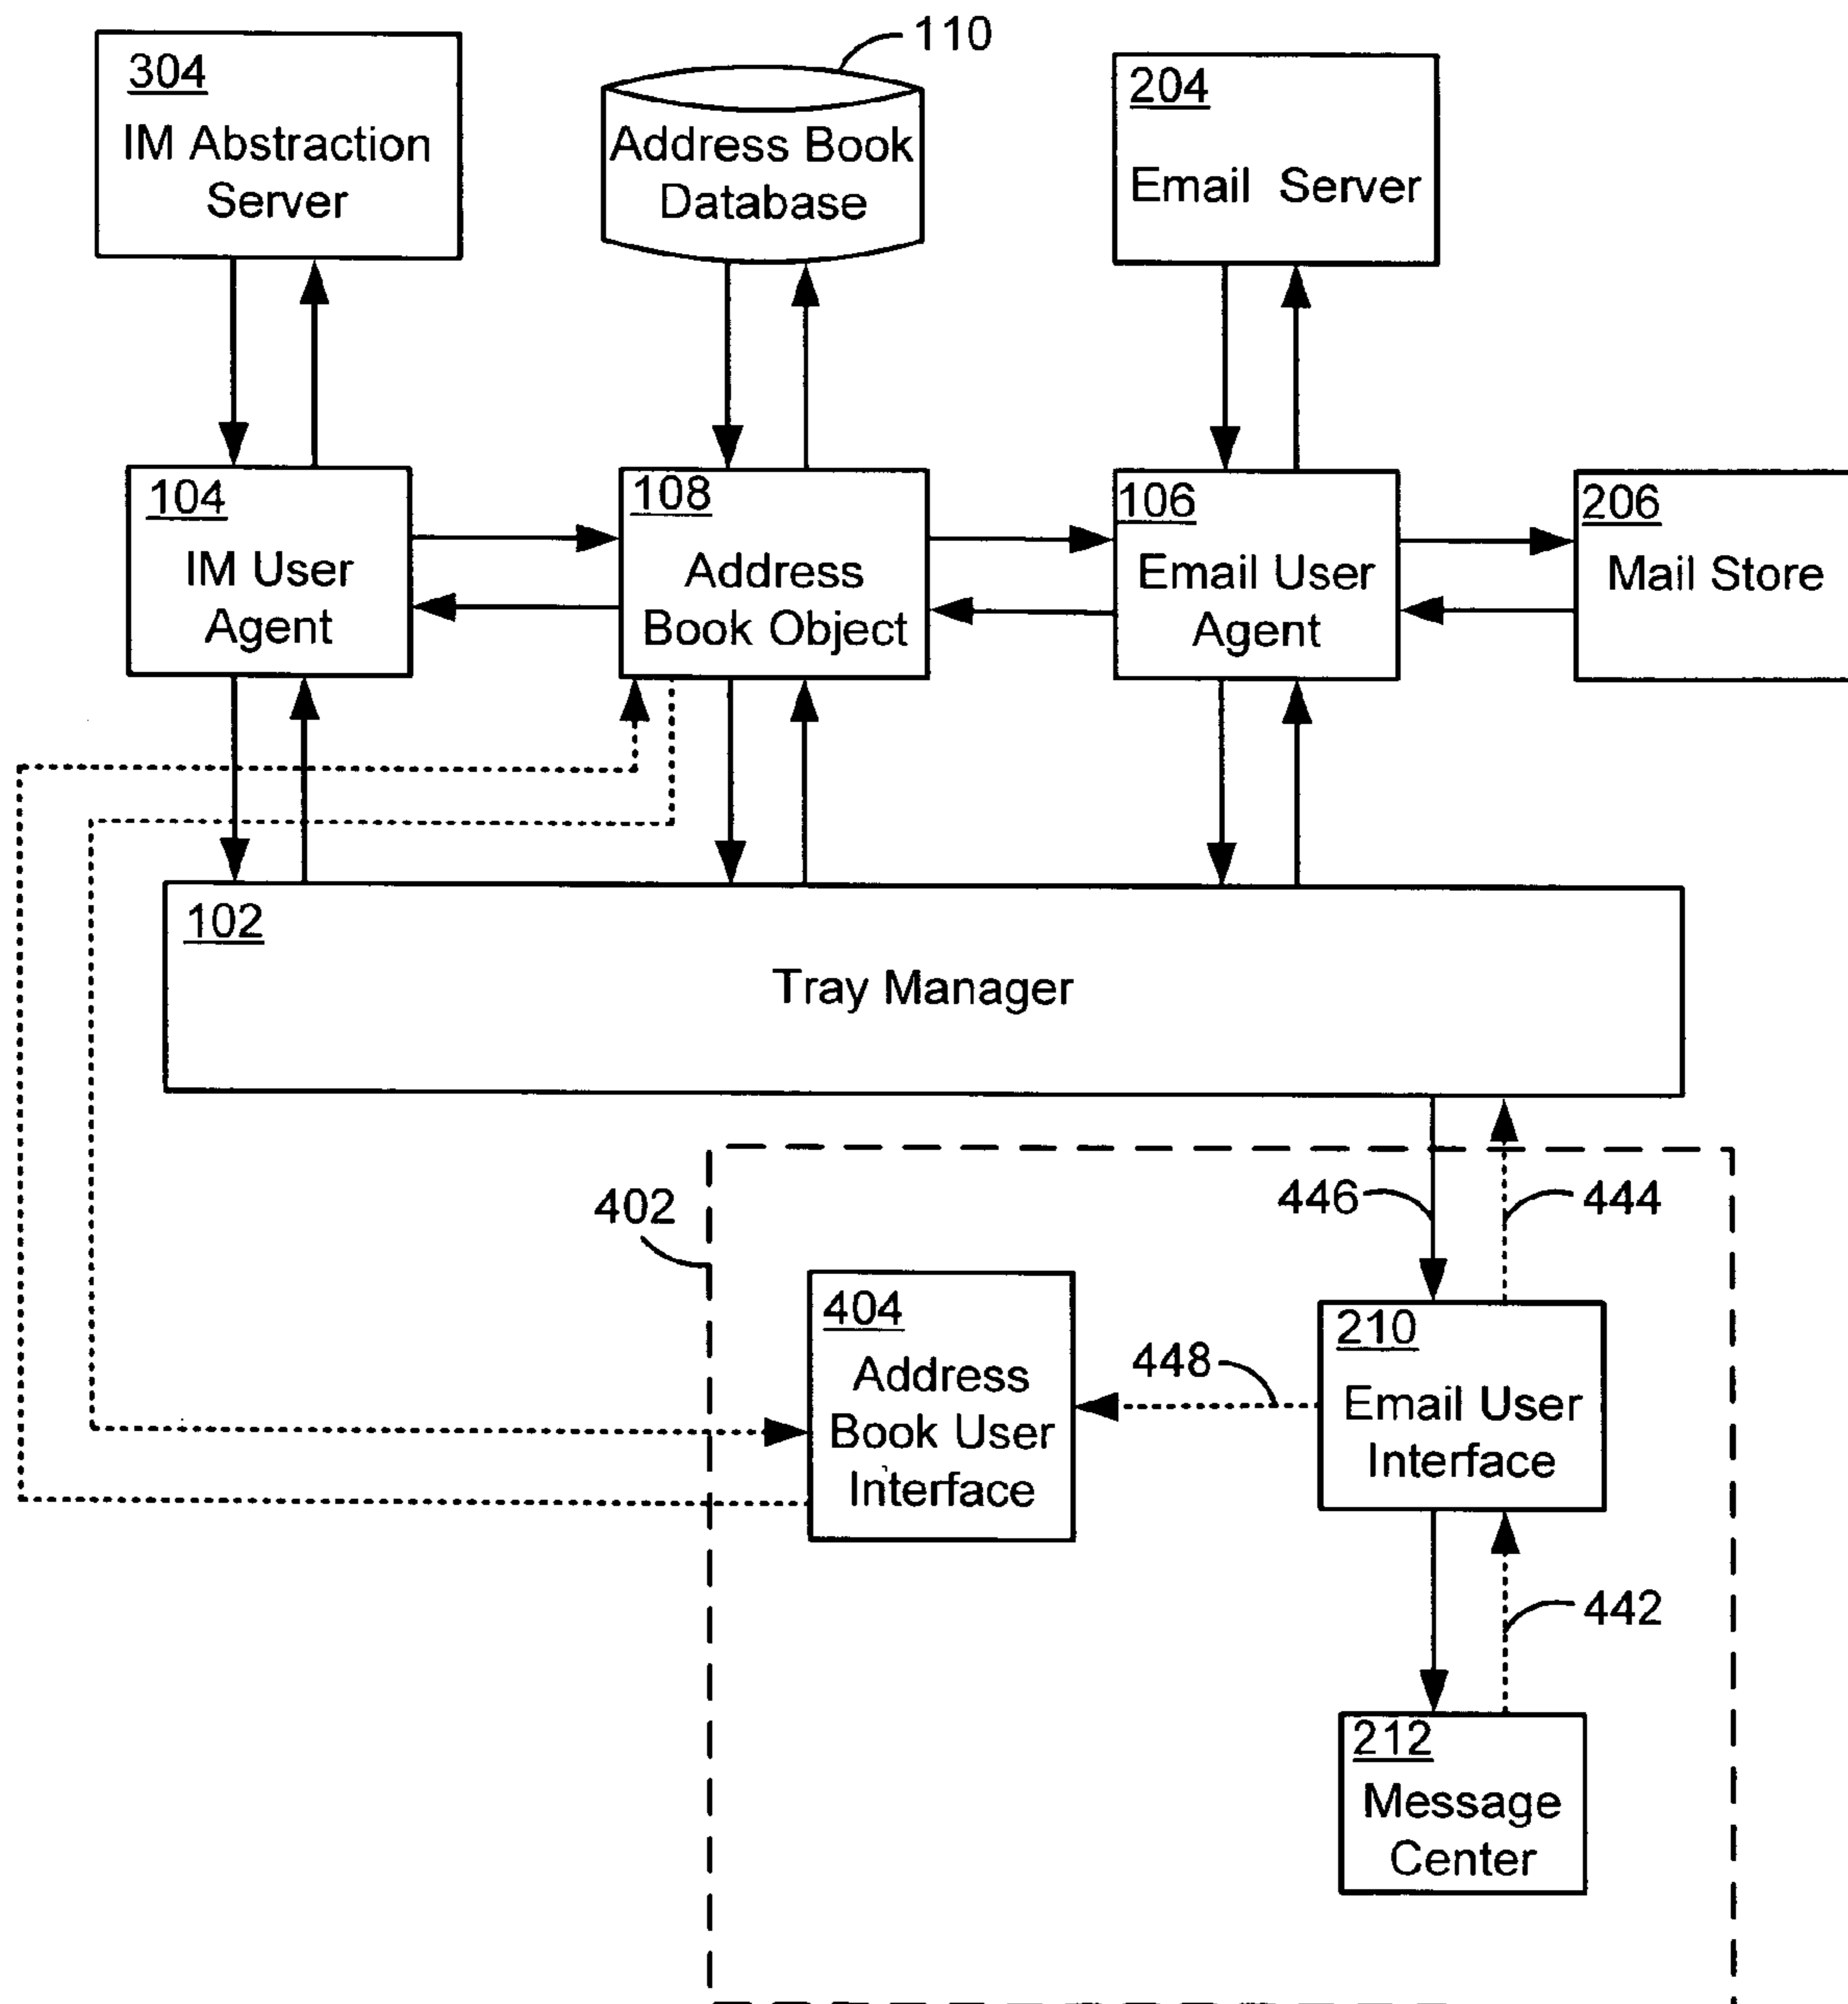 110
304
IM Abstraction
Server
Address Book
Database
204
Email Server
104
IM User
Agent
108
Address
Book Object
106
Email User
Agent
206
Mail Store
102
Tray Manager
402
446
444
404
Address
Book User
Interface
448
210
Email User
Interface
442
212
Message
Center